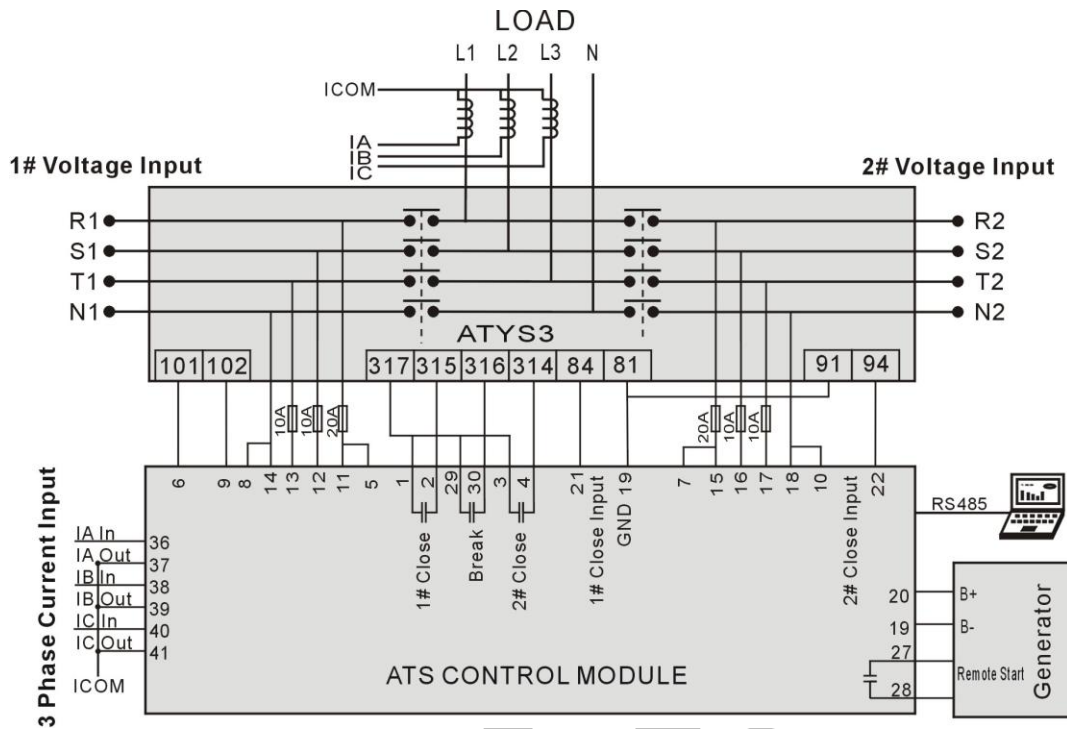 LOAD
L1 L2 L3 N
ICOM
IA
IB
IC
1# Voltage Input
2# Voltage Input
R1 R2
S1 S2
T1 T2
N1 N2
ATYS3
101 102 317 315 316 314 84 81 91 94
10A 10A 20A 20A 10A 10A
6 9 8 14 13 12 11 5 1 2 29 30 3 4 21 19 7 15 16 17 18 10 22
1# Close
Break
2# Close
1# Close Input
GND
2# Close Input
RS485
3 Phase Current Input
IA In 36
IA Out 37
IB In 38
IB Out 39
IC In 40
IC Out 41
ICOM
ATS CONTROL MODULE
20 B+
19 B-
27
Remote Start
28
Generator